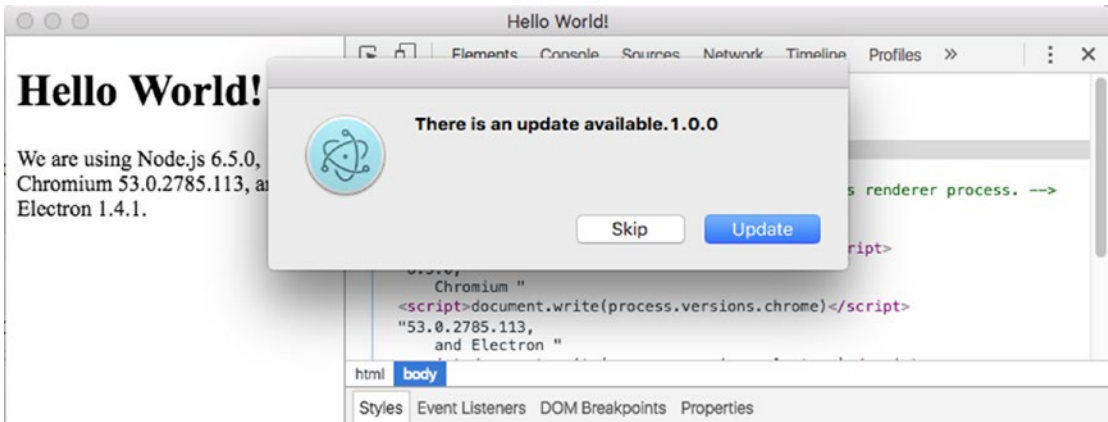 Hello World!
Elements Console Sources Network Timeline Profiles »
Hello World!
We are using Node.js 6.5.0,
Chromium 53.0.2785.113,
Electron 1.4.1.
There is an update available.1.0.0
Skip Update
renderer process. -->
ript>
Chromium "
<script>document.write(process.versions.chrome)</script>
"53.0.2785.113,
and Electron "
html body
Styles Event Listeners DOM Breakpoints Properties